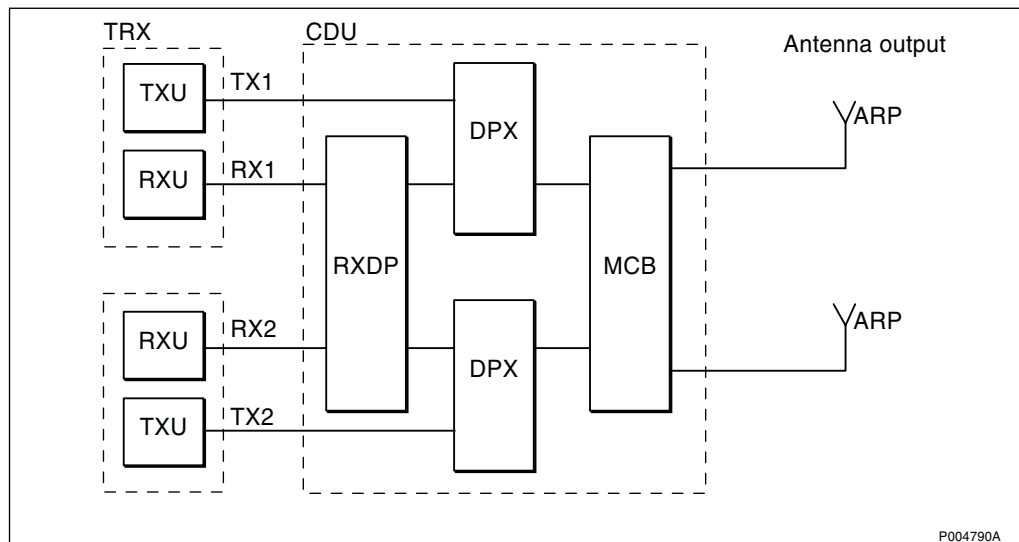 TRX
CDU
Antenna output
TXU
TX1
DPX
ARP
RXU
RX1
RXDP
MCB
RXU
RX2
DPX
ARP
TXU
TX2
P004790A